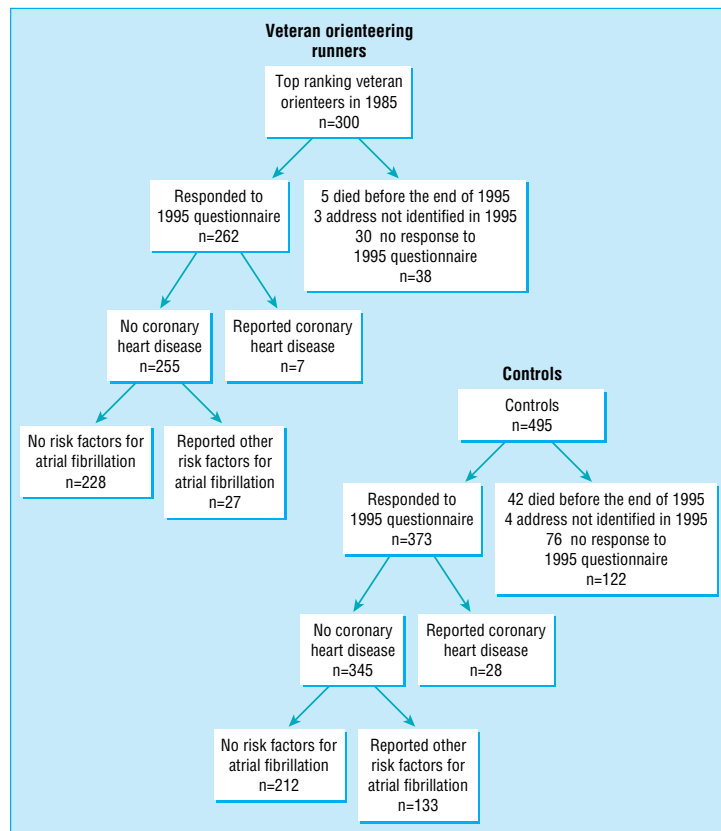 Veteran orienteering
runners
Top ranking veteran
orienteers in 1985
n=300
Responded to
1995 questionnaire
n=262
5 died before the end of 1995
3 address not identified in 1995
30 no response to
1995 questionnaire
n=38
No coronary
heart disease
n=255
Reported coronary
heart disease
n=7
No risk factors for
atrial fibrillation
n=228
Reported other
risk factors for
atrial fibrillation
n=27
Controls
Controls
n=495
Responded to
1995 questionnaire
n=373
42 died before the end of 1995
4 address not identified in 1995
76 no response to
1995 questionnaire
n=122
No coronary
heart disease
n=345
Reported coronary
heart disease
n=28
No risk factors for
atrial fibrillation
n=212
Reported other
risk factors for
atrial fibrillation
n=133